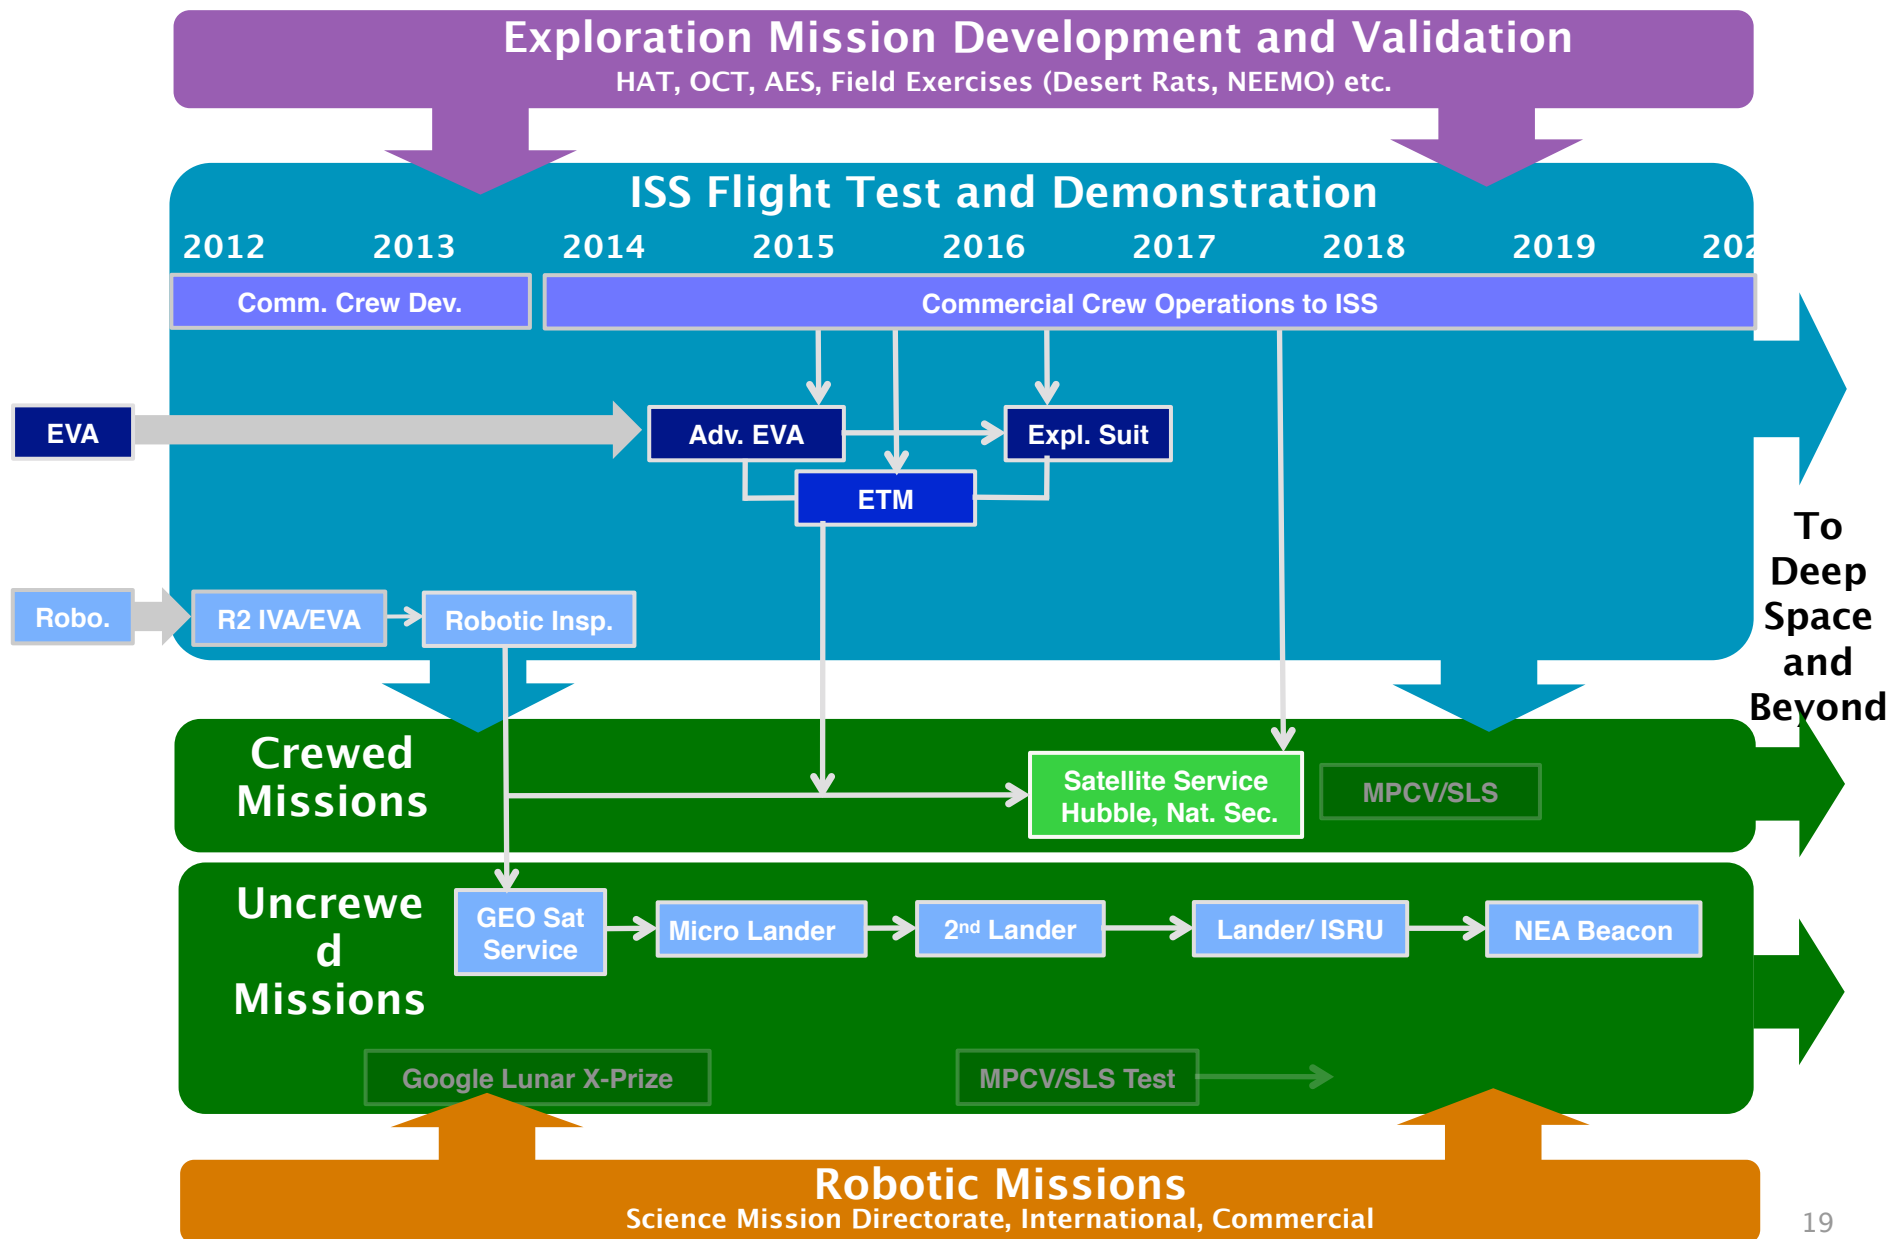 Exploration Mission Development and Validation
HAT, OCT, AES, Field Exercises (Desert Rats, NEEMO) etc.
ISS Flight Test and Demonstration
2012 2013 2014 2015 2016 2017 2018 2019 202
Comm. Crew Dev.
Commercial Crew Operations to ISS
EVA
Adv. EVA
Expl. Suit
ETM
Robo.
R2 IVA/EVA
Robotic Insp.
To
Deep
Space
and
Beyond
Crewed
Missions
Satellite Service
Hubble, Nat. Sec.
MPCV/SLS
Uncrewe
d
Missions
GEO Sat
Service
Micro Lander
2nd Lander
Lander/ ISRU
NEA Beacon
Google Lunar X-Prize
MPCV/SLS Test
Robotic Missions
Science Mission Directorate, International, Commercial
19